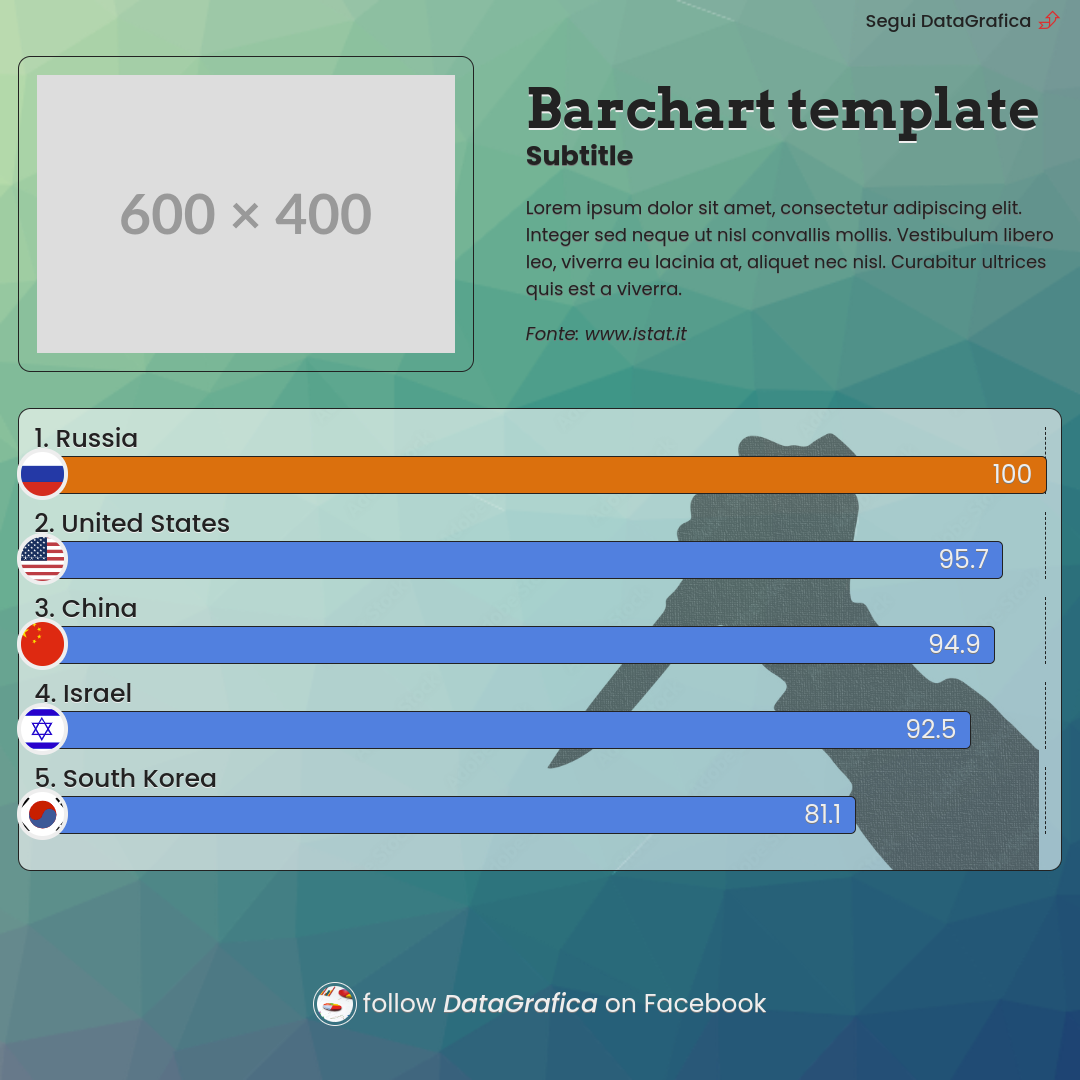 Segui DataGrafica
600 × 400
Barchart template
Subtitle
Lorem ipsum dolor sit amet, consectetur adipiscing elit.
Integer sed neque ut nisl convallis mollis. Vestibulum libero
leo, viverra eu lacinia at, aliquet nec nisl. Curabitur ultrices
quis est a viverra.
Fonte: www.istat.it
1. Russia
100
2. United States
95.7
3. China
94.9
4. Israel
92.5
5. South Korea
81.1
follow DataGrafica on Facebook